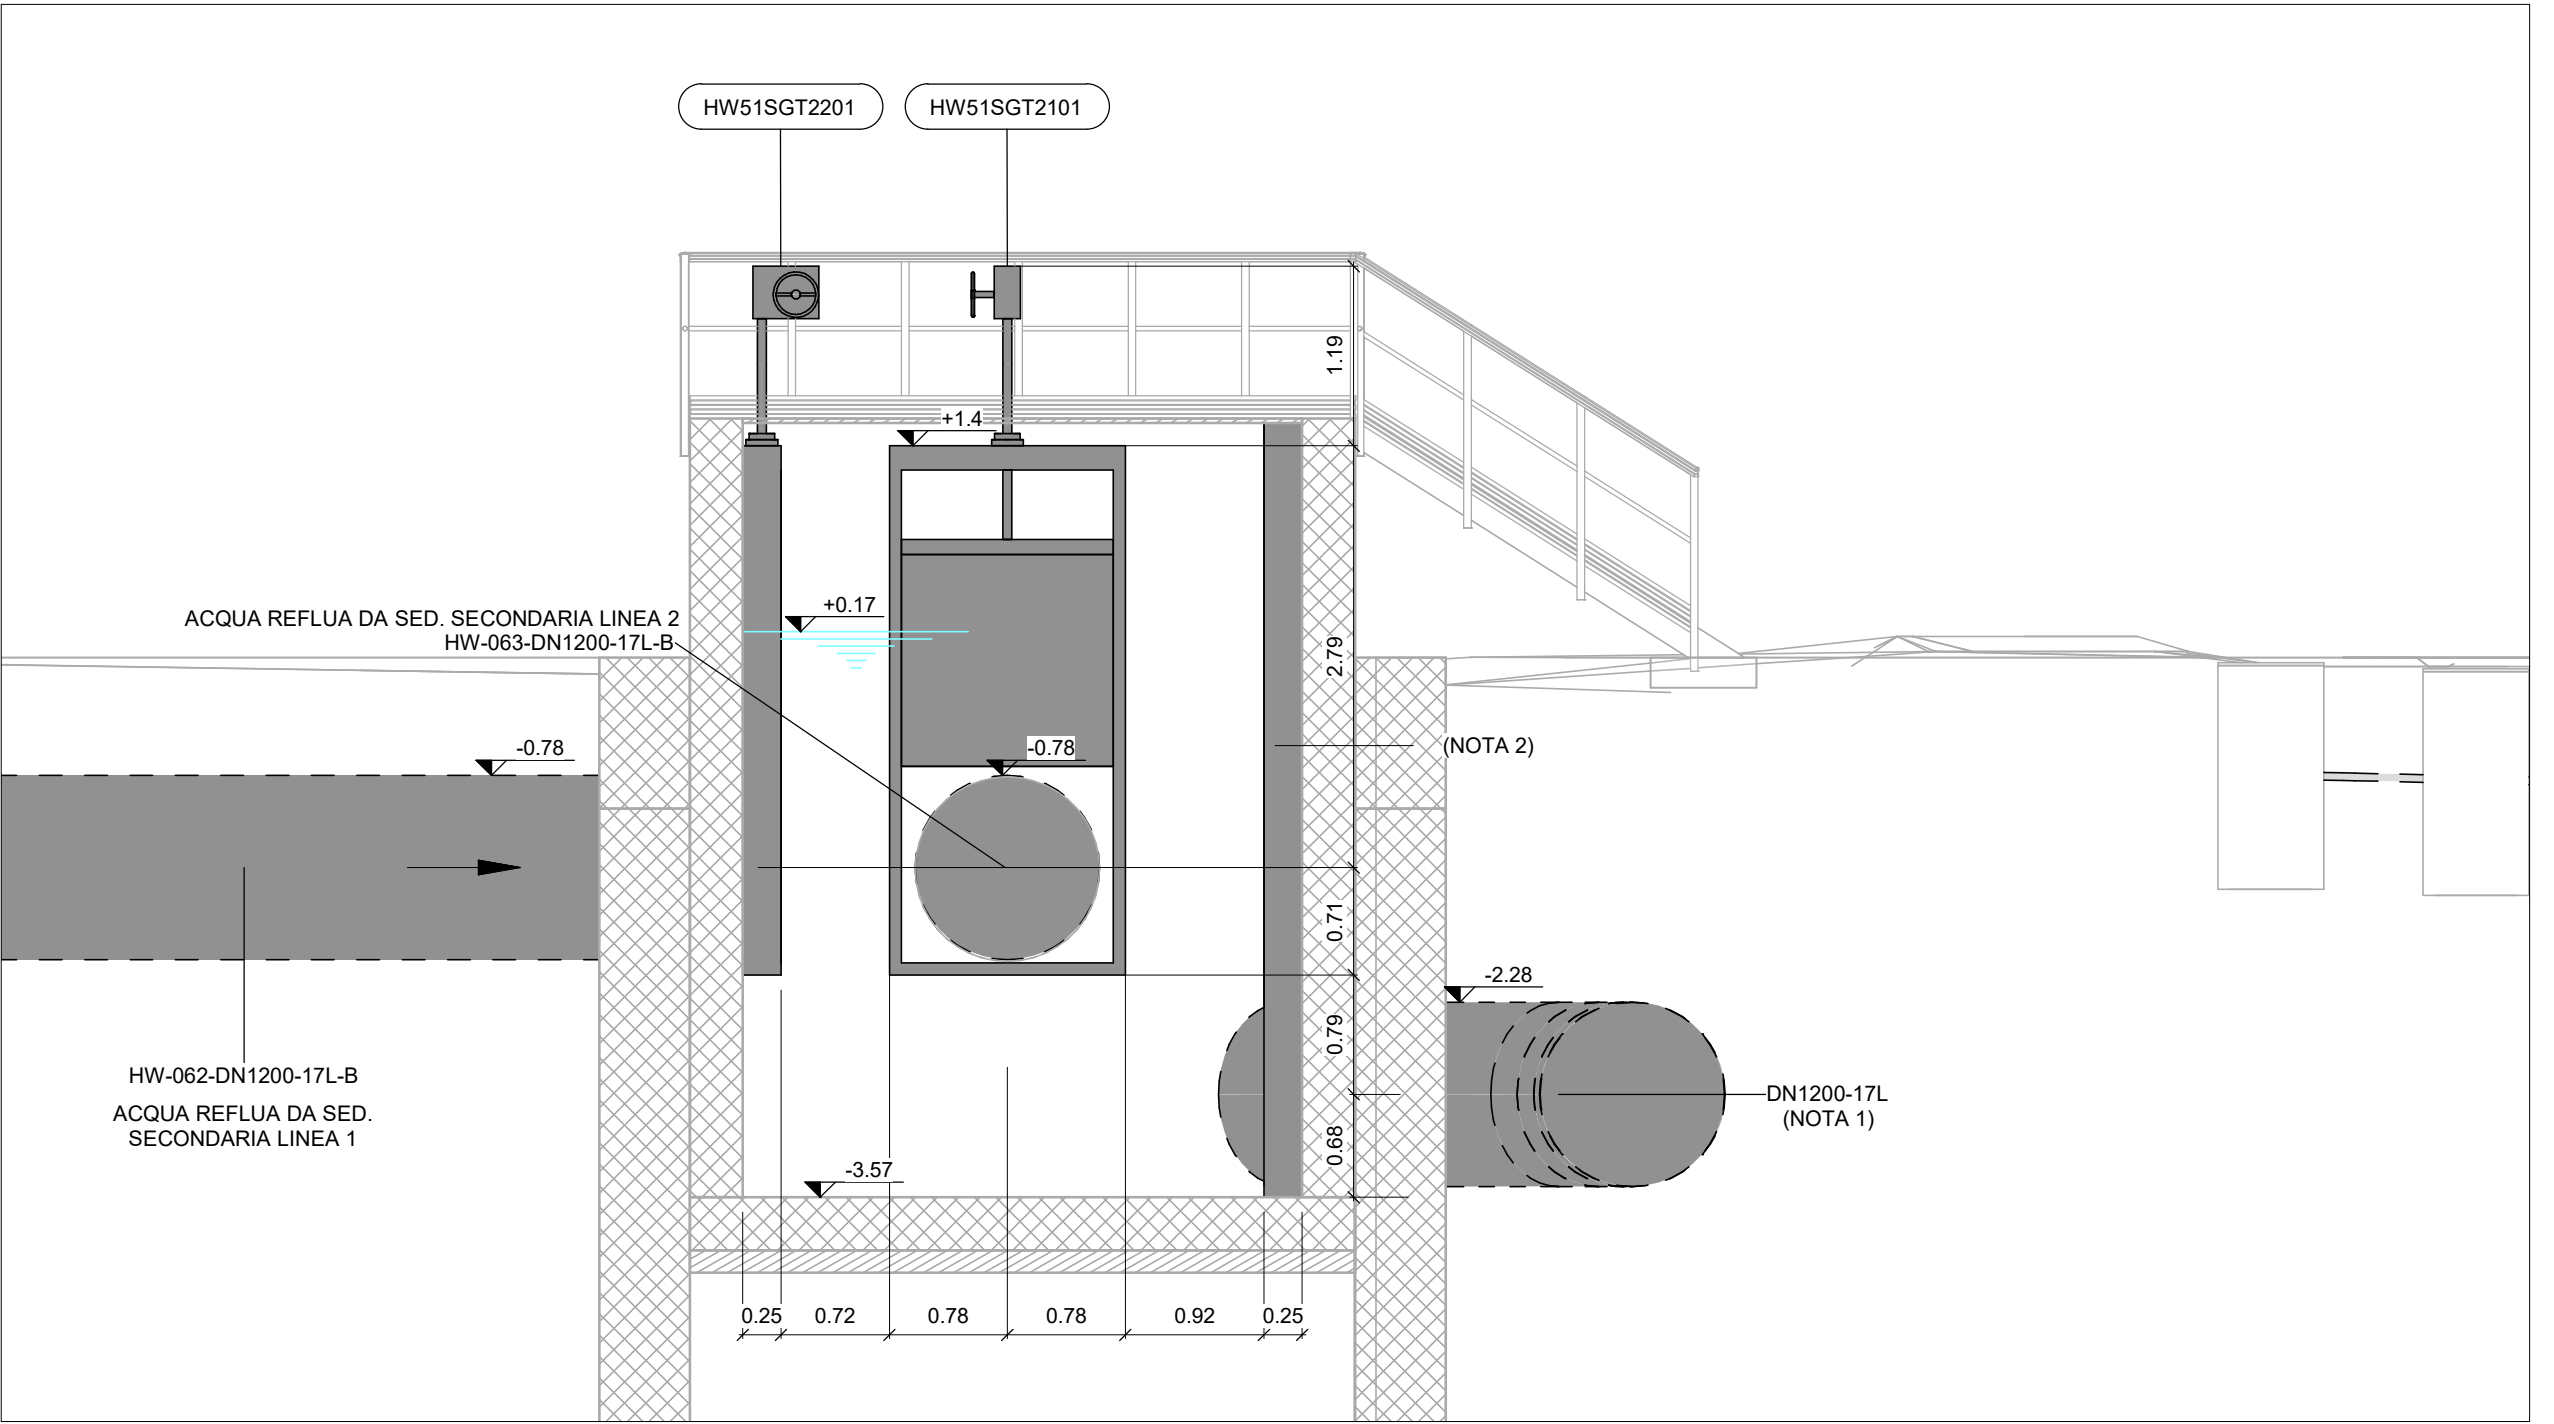 HW51SGT2201
HW51SGT2101
1.19
+1.4
+0.17
ACQUA REFLUA DA SED. SECONDARIA LINEA 2
HW-063-DN1200-17L-B
2.79
-0.78
-0.78
(NOTA 2)
0.71
-2.28
0.79
HW-062-DN1200-17L-B
ACQUA REFLUA DA SED.
SECONDARIA LINEA 1
DN1200-17L
(NOTA 1)
0.68
-3.57
0.25 0.72 0.78 0.78 0.92 0.25